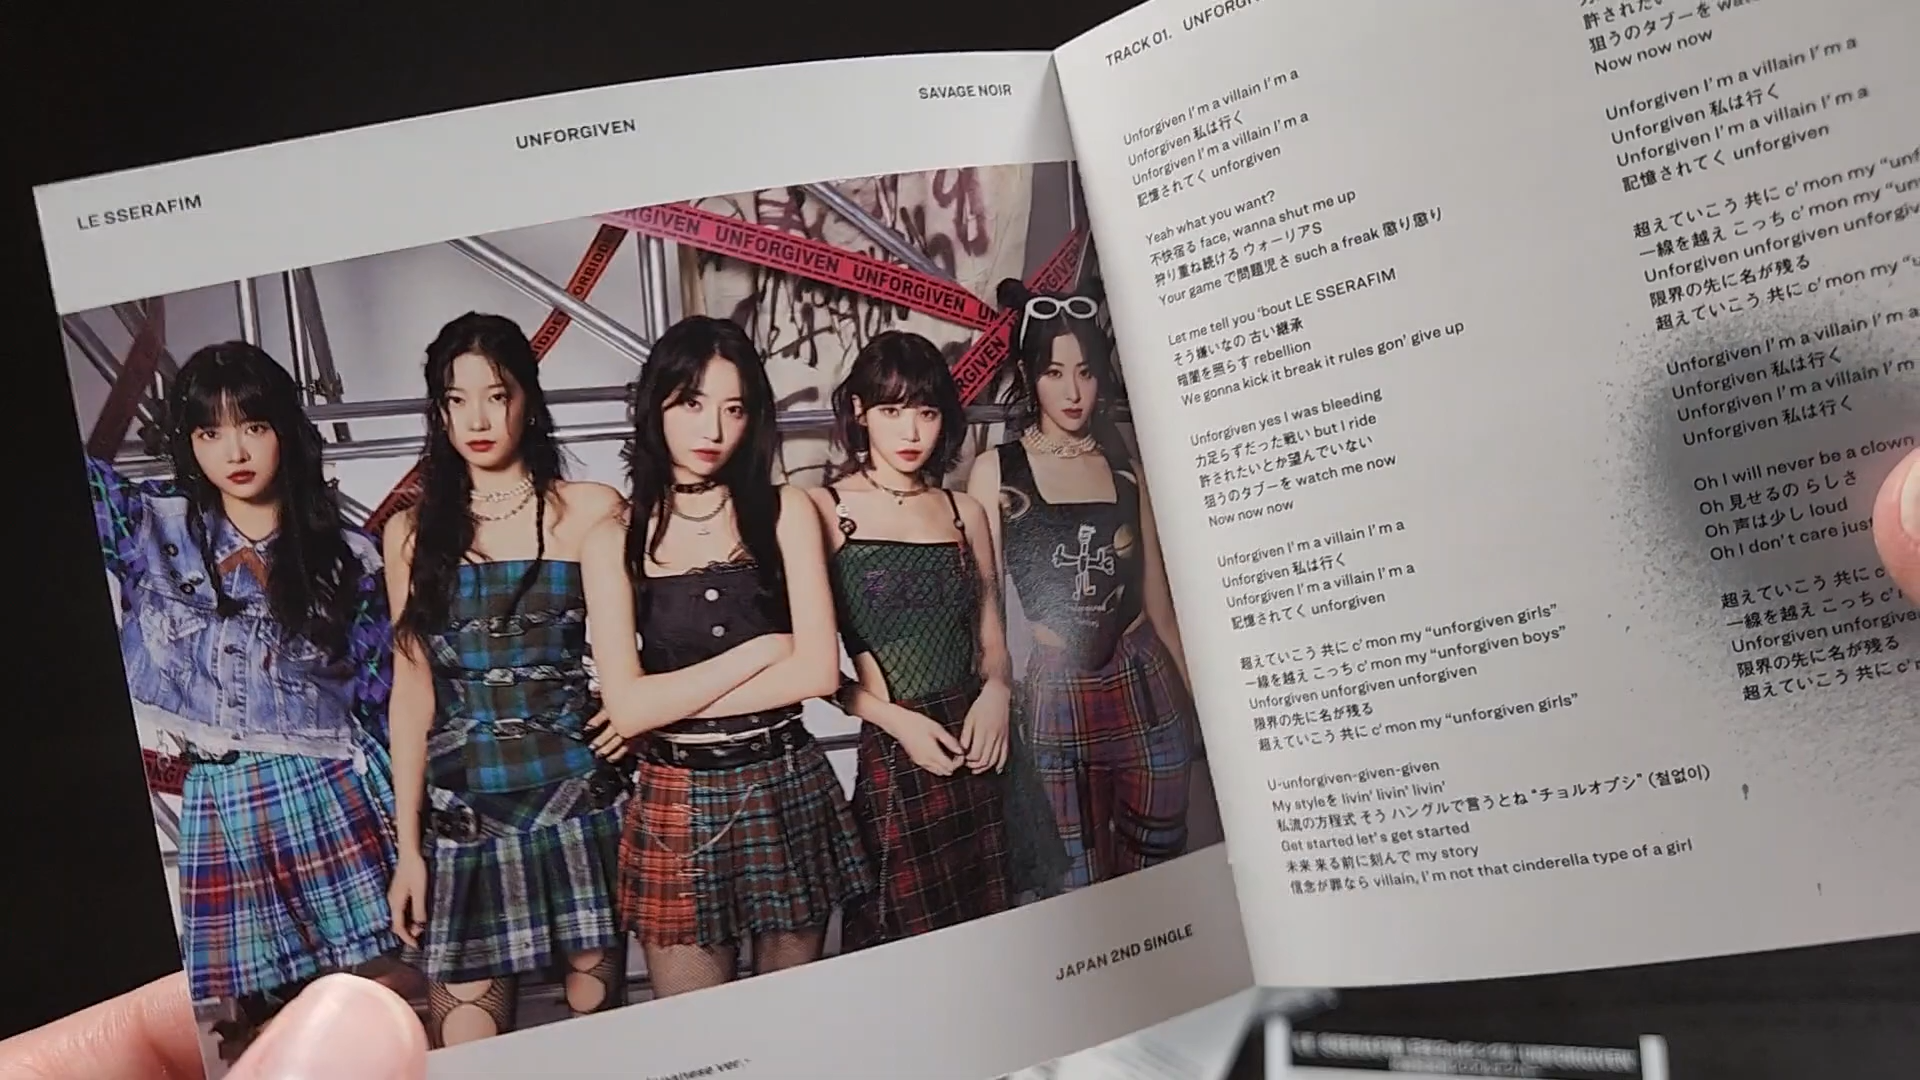 LE SSERAFIM
UNFORGIVEN
SAVAGE NOIR
UNFORGIVEN UNFORGIVEN
JAPAN 2ND SINGLE
TRACK 01.
Unforgiven I'm a villain I'm a
Unforgiven 私は行く
Unforgiven I'm a villain I'm a
記憶されてく unforgiven
Yeah what you want?
不快宿る face, wanna shut me up
狩り重ね続ける ウォーリアS
Your game で問題児さ such a freak 懲り懲り
Let me tell you 'bout LE SSERAFIM
そう嫌いなの 古い継承
暗闇を照らす rebellion
We gonna kick it break it rules gon' give up
Unforgiven yes I was bleeding
力足らずだった戦い but I ride
許されたいとか望んでいない
狙うのタブーを watch me now
Now now now
Unforgiven I'm a villain I'm a
Unforgiven 私は行く
Unforgiven I'm a villain I'm a
記憶されてく unforgiven
超えていこう 共に c'mon my “unforgiven girls”
一線を越え こっち c'mon my “unforgiven boys”
Unforgiven unforgiven unforgiven
限界の先に名が残る
超えていこう 共に c'mon my “unforgiven girls”
U-unforgiven-given-given
My styleを livin' livin' livin'
私流の方程式 そう ハングルで言うとね “チョルオプシ” (철없이)
Get started let's get started
未来 来る前に刻んで my story
信念が罪なら villain, I'm not that cinderella type of a girl
狙うのタブーを
Now now now
Unforgiven I'm a villain I'm a
Unforgiven 私は行く
Unforgiven I'm a villain I'm a
記憶されてく unforgiven
超えていこう 共に c'mon my
一線を越え こっち c'mon my
Unforgiven unforgiven
限界の先に名が残る
超えていこう 共に c'mon my
Unforgiven I'm a villain I'm a
Unforgiven 私は行く
Unforgiven I'm a villain I'm
Unforgiven 私は行く
Oh I will never be a clown
Oh 見せるの らしさ
Oh 声は少し loud
Oh I don't care
超えていこう 共に
一線を越え こっち
Unforgiven
限界の先に名が残る
超えていこう 共に